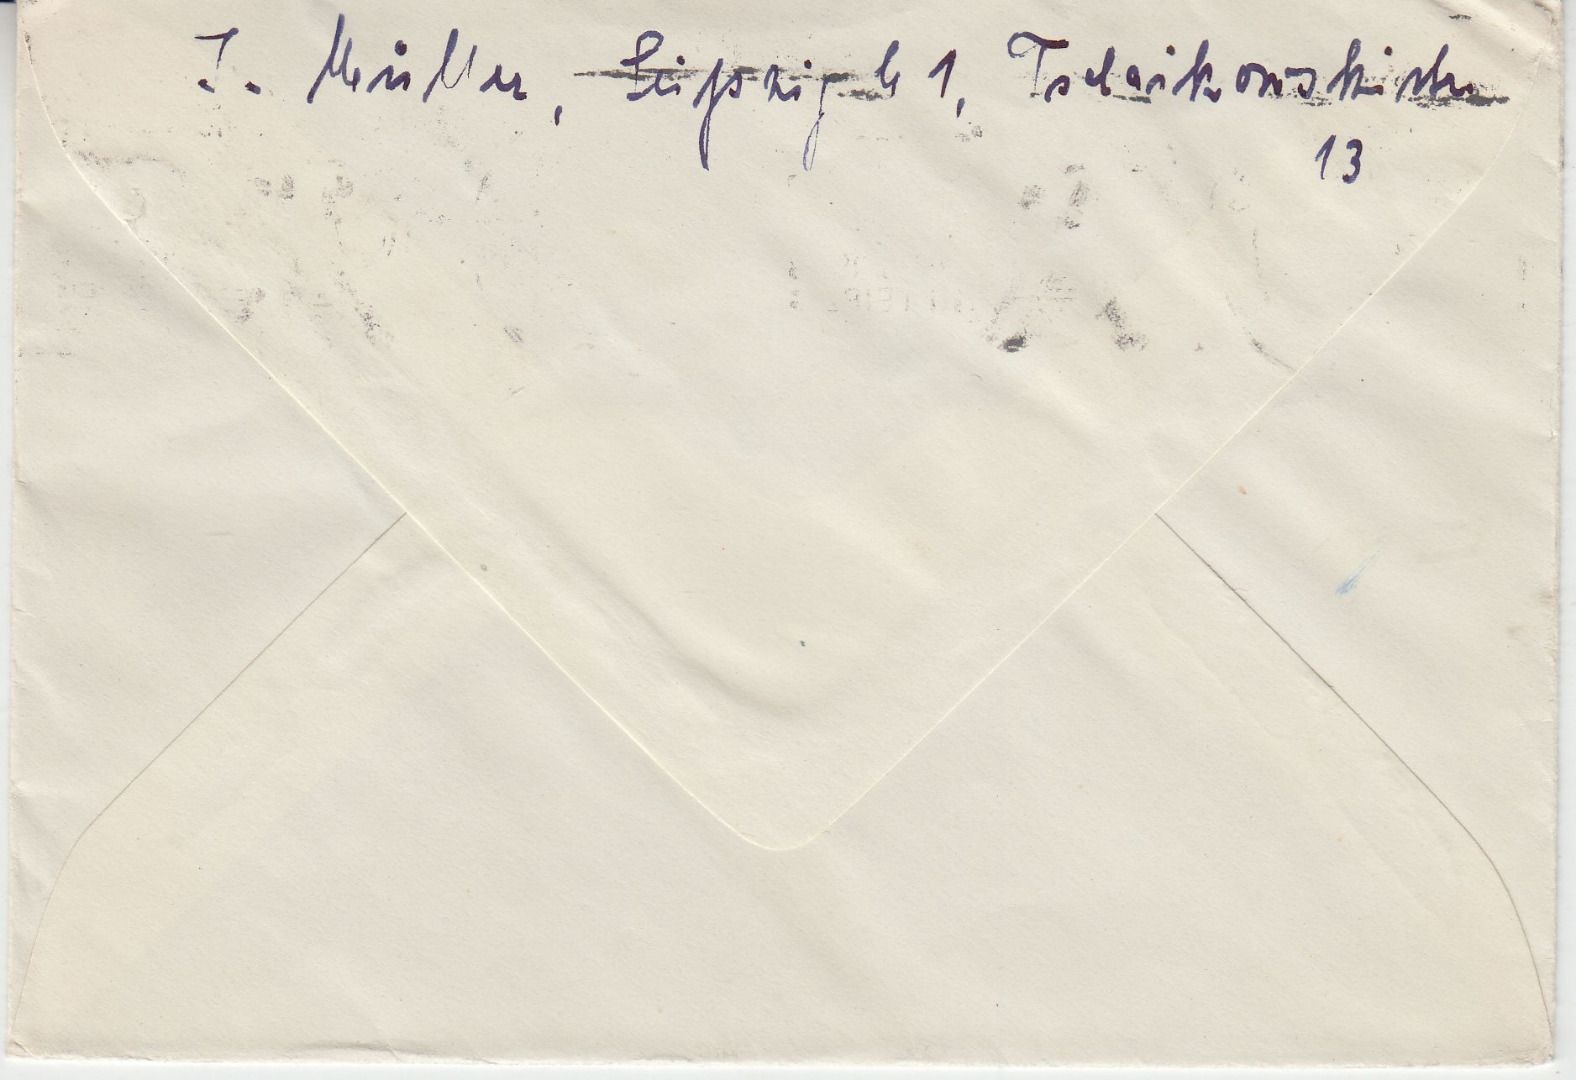 J. Müller, Leipzig C 1, Tschaikowskistr.
13